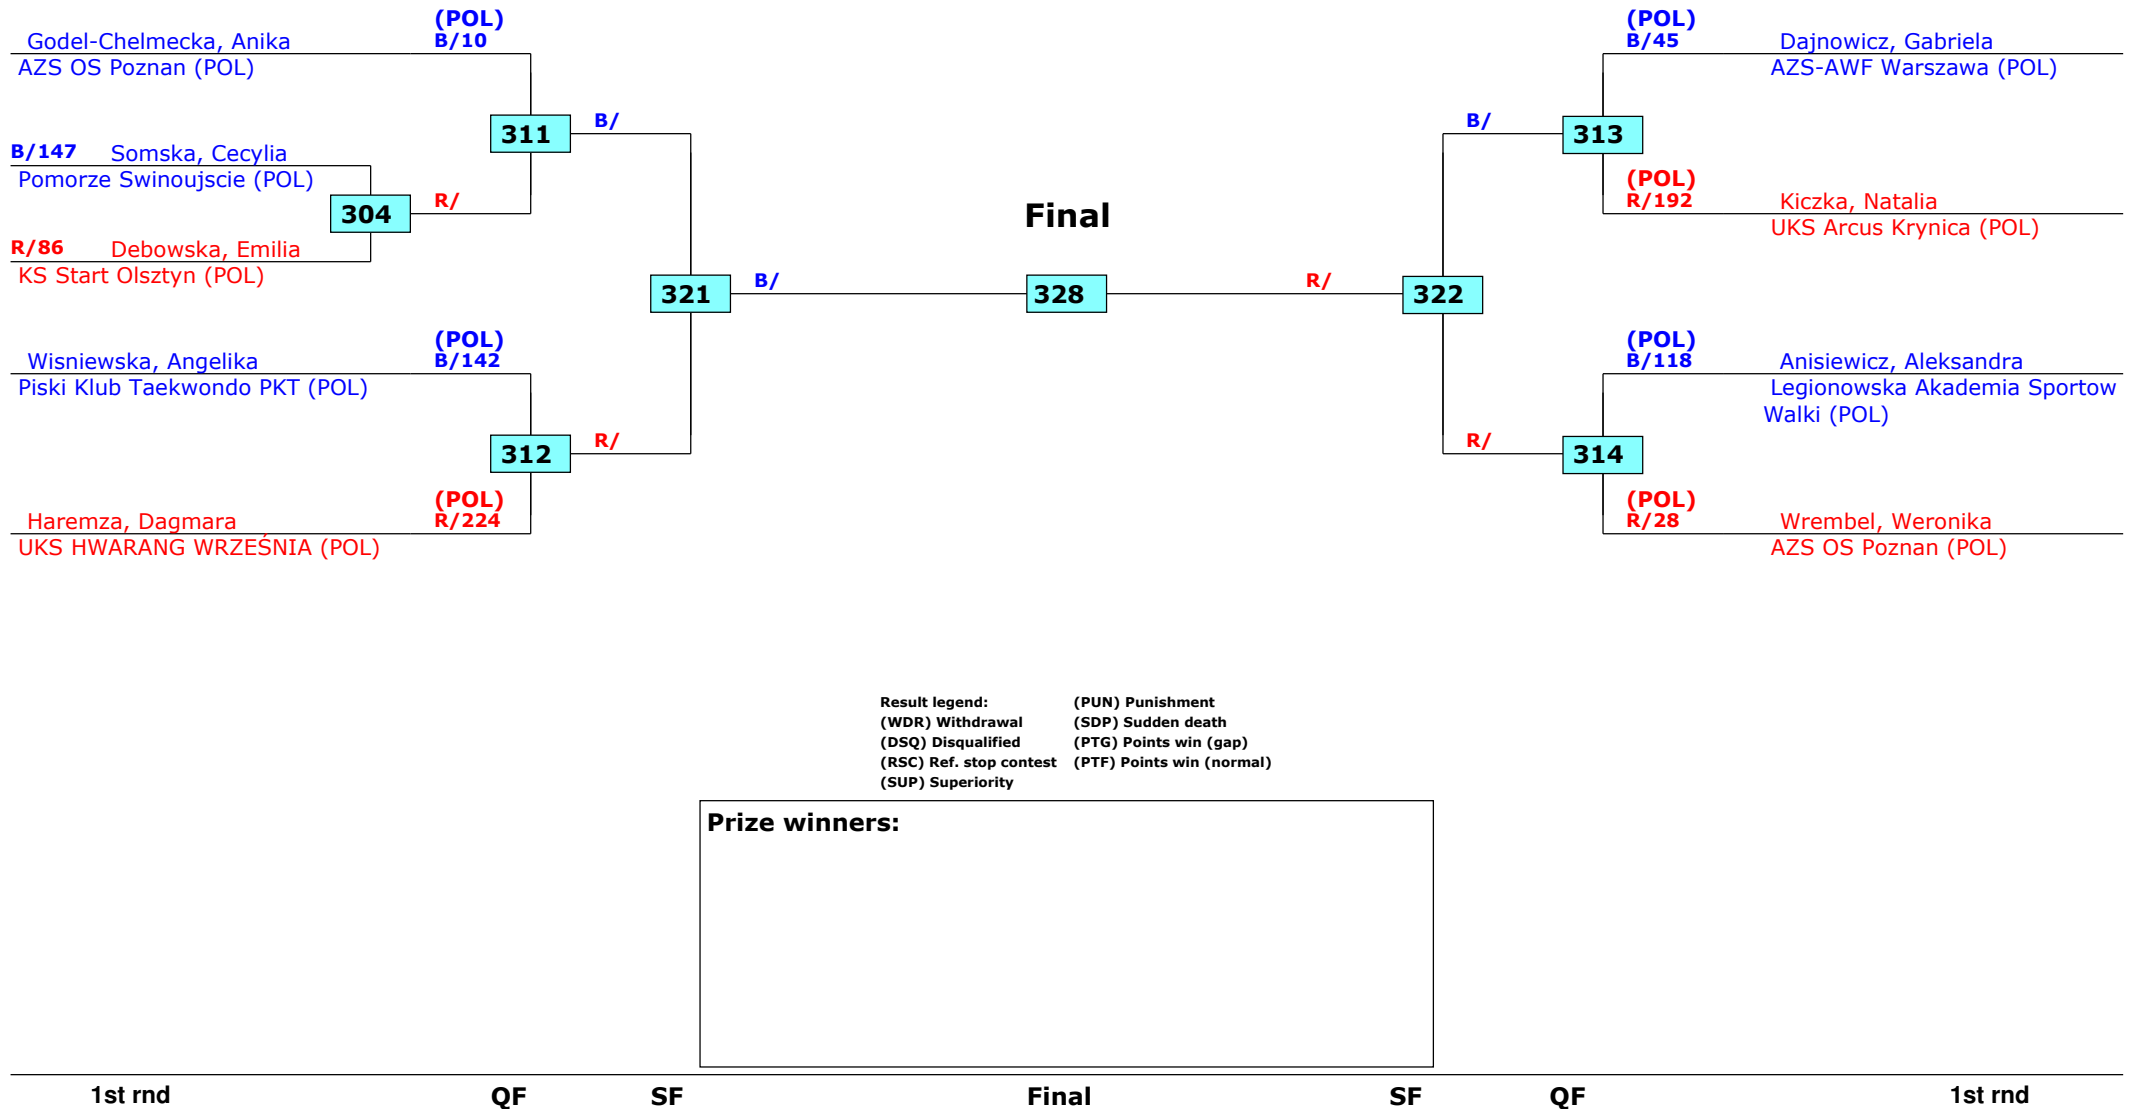 (POL)
Godel-Chelmecka, Anika B/10
AZS OS Poznan (POL)
311
B/
B/147 Somska, Cecylia
Pomorze Swinoujscie (POL)
304
R/
R/86 Debowska, Emilia
KS Start Olsztyn (POL)
321
B/
(POL)
Wisniewska, Angelika B/142
Piski Klub Taekwondo PKT (POL)
312
R/
(POL)
Haremza, Dagmara R/224
UKS HWARANG WRZEŚNIA (POL)
Final
328
(POL)
B/45 Dajnowicz, Gabriela
AZS-AWF Warszawa (POL)
B/
313
(POL)
R/192 Kiczka, Natalia
UKS Arcus Krynica (POL)
R/
322
(POL)
B/118 Anisiewicz, Aleksandra
Legionowska Akademia Sportow
Walki (POL)
R/
314
(POL)
R/28 Wrembel, Weronika
AZS OS Poznan (POL)
Result legend: (PUN) Punishment
(WDR) Withdrawal (SDP) Sudden death
(DSQ) Disqualified (PTG) Points win (gap)
(RSC) Ref. stop contest (PTF) Points win (normal)
(SUP) Superiority
Prize winners:
1st rnd QF SF Final SF QF 1st rnd